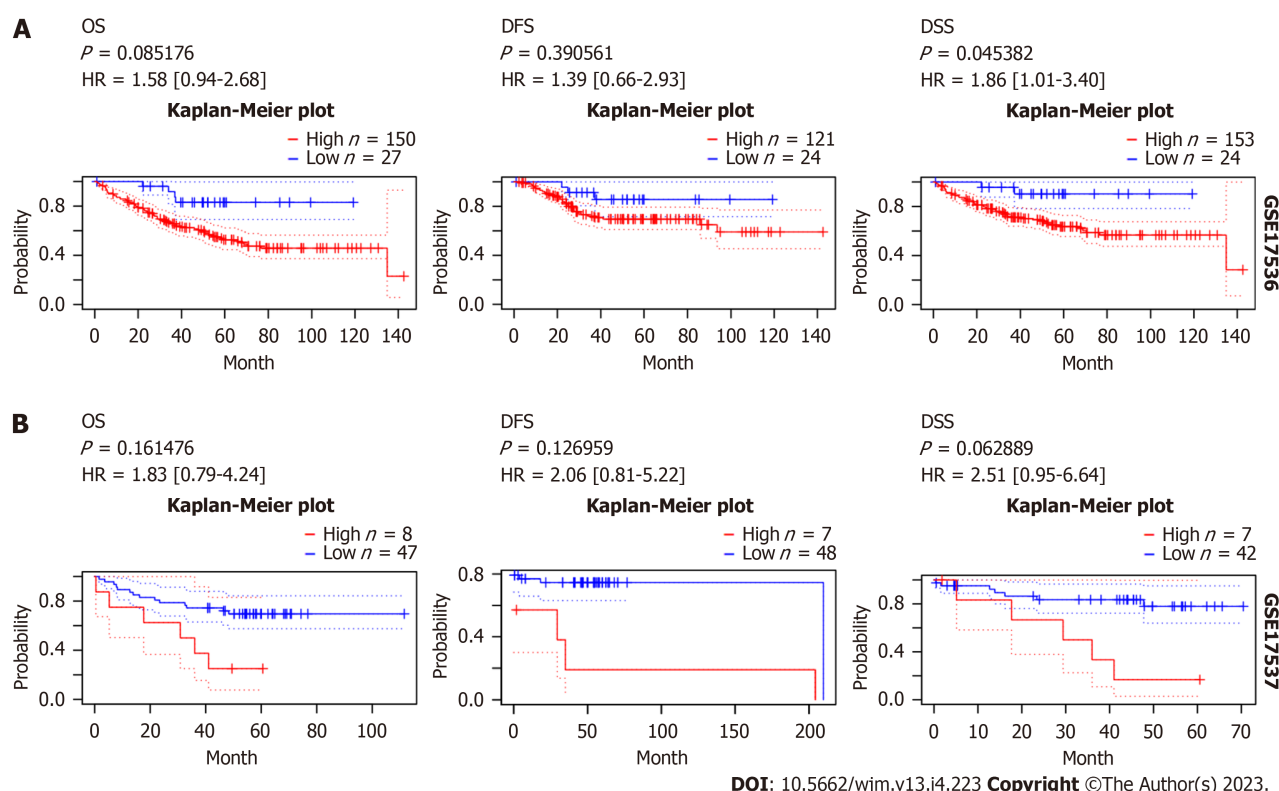 A
OS
P = 0.085176
HR = 1.58 [0.94-2.68]
Kaplan-Meier plot
High n = 150
Low n = 27
Probability
0.8
0.4
0.0
0 20 40 60 80 100 120 140
Month
DFS
P = 0.390561
HR = 1.39 [0.66-2.93]
Kaplan-Meier plot
High n = 121
Low n = 24
Probability
0.8
0.4
0.0
0 20 40 60 80 100 120 140
Month
DSS
P = 0.045382
HR = 1.86 [1.01-3.40]
Kaplan-Meier plot
High n = 153
Low n = 24
Probability
0.8
0.4
0.0
0 20 40 60 80 100 120 140
Month
GSE17536
B
OS
P = 0.161476
HR = 1.83 [0.79-4.24]
Kaplan-Meier plot
High n = 8
Low n = 47
Probability
0.8
0.4
0.0
0 20 40 60 80 100
Month
DFS
P = 0.126959
HR = 2.06 [0.81-5.22]
Kaplan-Meier plot
High n = 7
Low n = 48
Probability
0.8
0.4
0.0
0 50 100 150 200
Month
DSS
P = 0.062889
HR = 2.51 [0.95-6.64]
Kaplan-Meier plot
High n = 7
Low n = 42
Probability
0.8
0.4
0.0
0 10 20 30 40 50 60 70
Month
GSE17537
DOI: 10.5662/wjm.v13.i4.223 Copyright ©The Author(s) 2023.